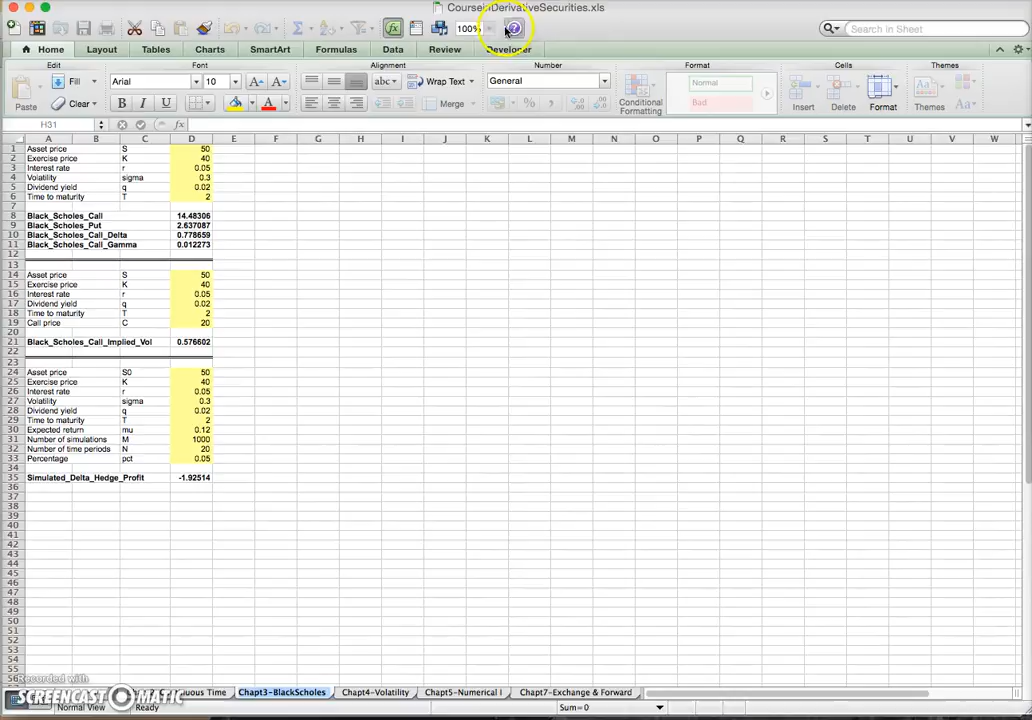 CoursekDerivativeSecurities.xls
100%
Search in Sheet
Home Layout Tables Charts SmartArt Formulas Data Review Developer
Edit Font Alignment Number Format Cells Themes
Fill Arial 10 A A abc Wrap Text General Normal
Paste Clear B I U A Merge % Conditional Formatting Bad Insert Delete Format Themes Aa
H31 fx
A B C D E F G H I J K L M N O P Q R S T U V W
1 Asset price S 50
2 Exercise price K 40
3 Interest rate r 0.05
4 Volatility sigma 0.3
5 Dividend yield q 0.02
6 Time to maturity T 2
7
8 Black_Scholes_Call 14.48306
9 Black_Scholes_Put 2.637087
10 Black_Scholes_Call_Delta 0.778659
11 Black_Scholes_Call_Gamma 0.012273
12
13
14 Asset price S 50
15 Exercise price K 40
16 Interest rate r 0.05
17 Dividend yield q 0.02
18 Time to maturity T 2
19 Call price C 20
20
21 Black_Scholes_Call_Implied_Vol 0.576602
22
23
24 Asset price S0 50
25 Exercise price K 40
26 Interest rate r 0.05
27 Volatility sigma 0.3
28 Dividend yield q 0.02
29 Time to maturity T 2
30 Expected return mu 0.12
31 Number of simulations M 1000
32 Number of time periods N 20
33 Percentage pct 0.05
34
35 Simulated_Delta_Hedge_Profit -1.92514
36
37
38
39
40
41
42
43
44
45
46
47
48
49
50
51
52
53
54
55
56
Recorded with
SCREENCAST MATIC
uous Time Chapt3-BlackScholes Chapt4-Volatility Chapt5-Numerical I Chapt7-Exchange & Forward
Normal View Ready Sum=0